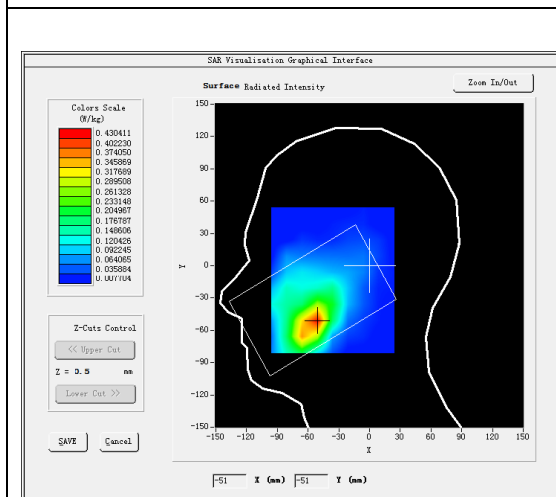 SAR Visualisation Graphical Interface
Surface Radiated Intensity
Zoom In/Out
Colors Scale
(W/kg)
0.430411
0.402230
0.374050
0.345869
0.317689
0.289508
0.261328
0.233148
0.204967
0.176787
0.148606
0.120426
0.092245
0.064065
0.035884
0.007704
Z-Cuts Control
<< Upper Cut
Z = 0.5 mm
Lower Cut >>
SAVE
Cancel
150
120
90
60
30
0
-30
-60
-90
-120
-150
Y
-150 -120 -90 -60 -30 0 30 60 90 120 150
X
-51 X (mm) -51 Y (mm)